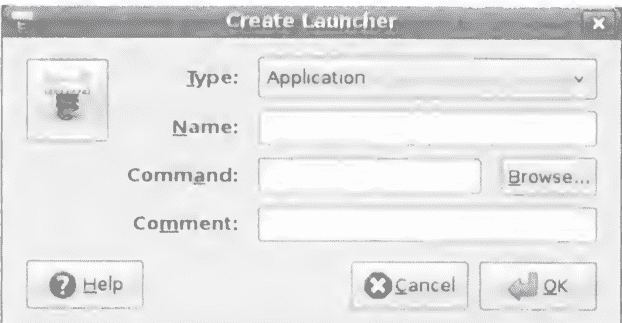 Create Launcher
Type: Application
Name:
Command: Browse...
Comment:
Help Cancel OK